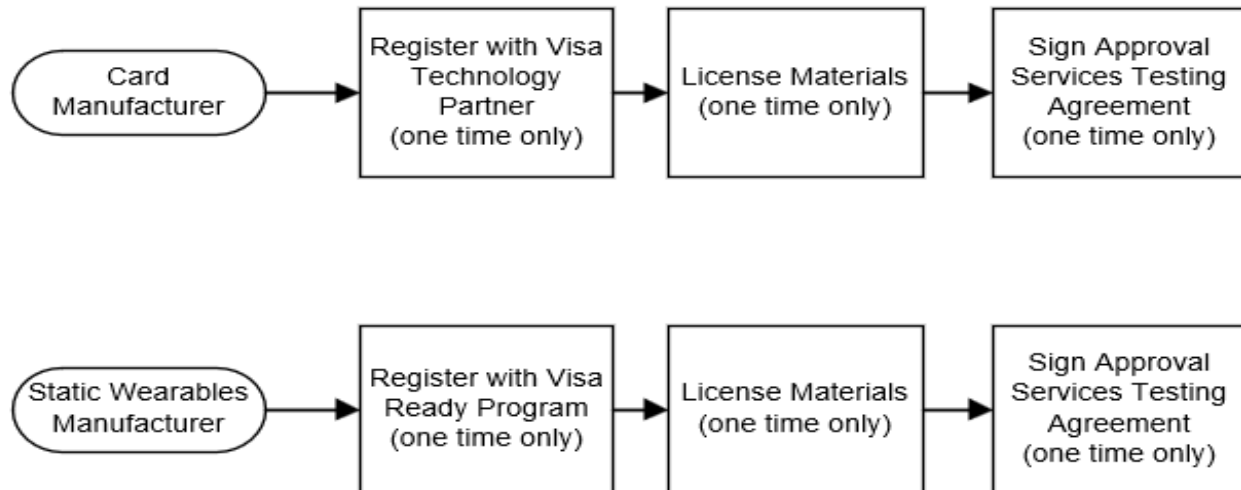 Card
Manufacturer
Register with Visa
Technology
Partner
(one time only)
License Materials
(one time only)
Sign Approval
Services Testing
Agreement
(one time only)
Static Wearables
Manufacturer
Register with Visa
Ready Program
(one time only)
License Materials
(one time only)
Sign Approval
Services Testing
Agreement
(one time only)